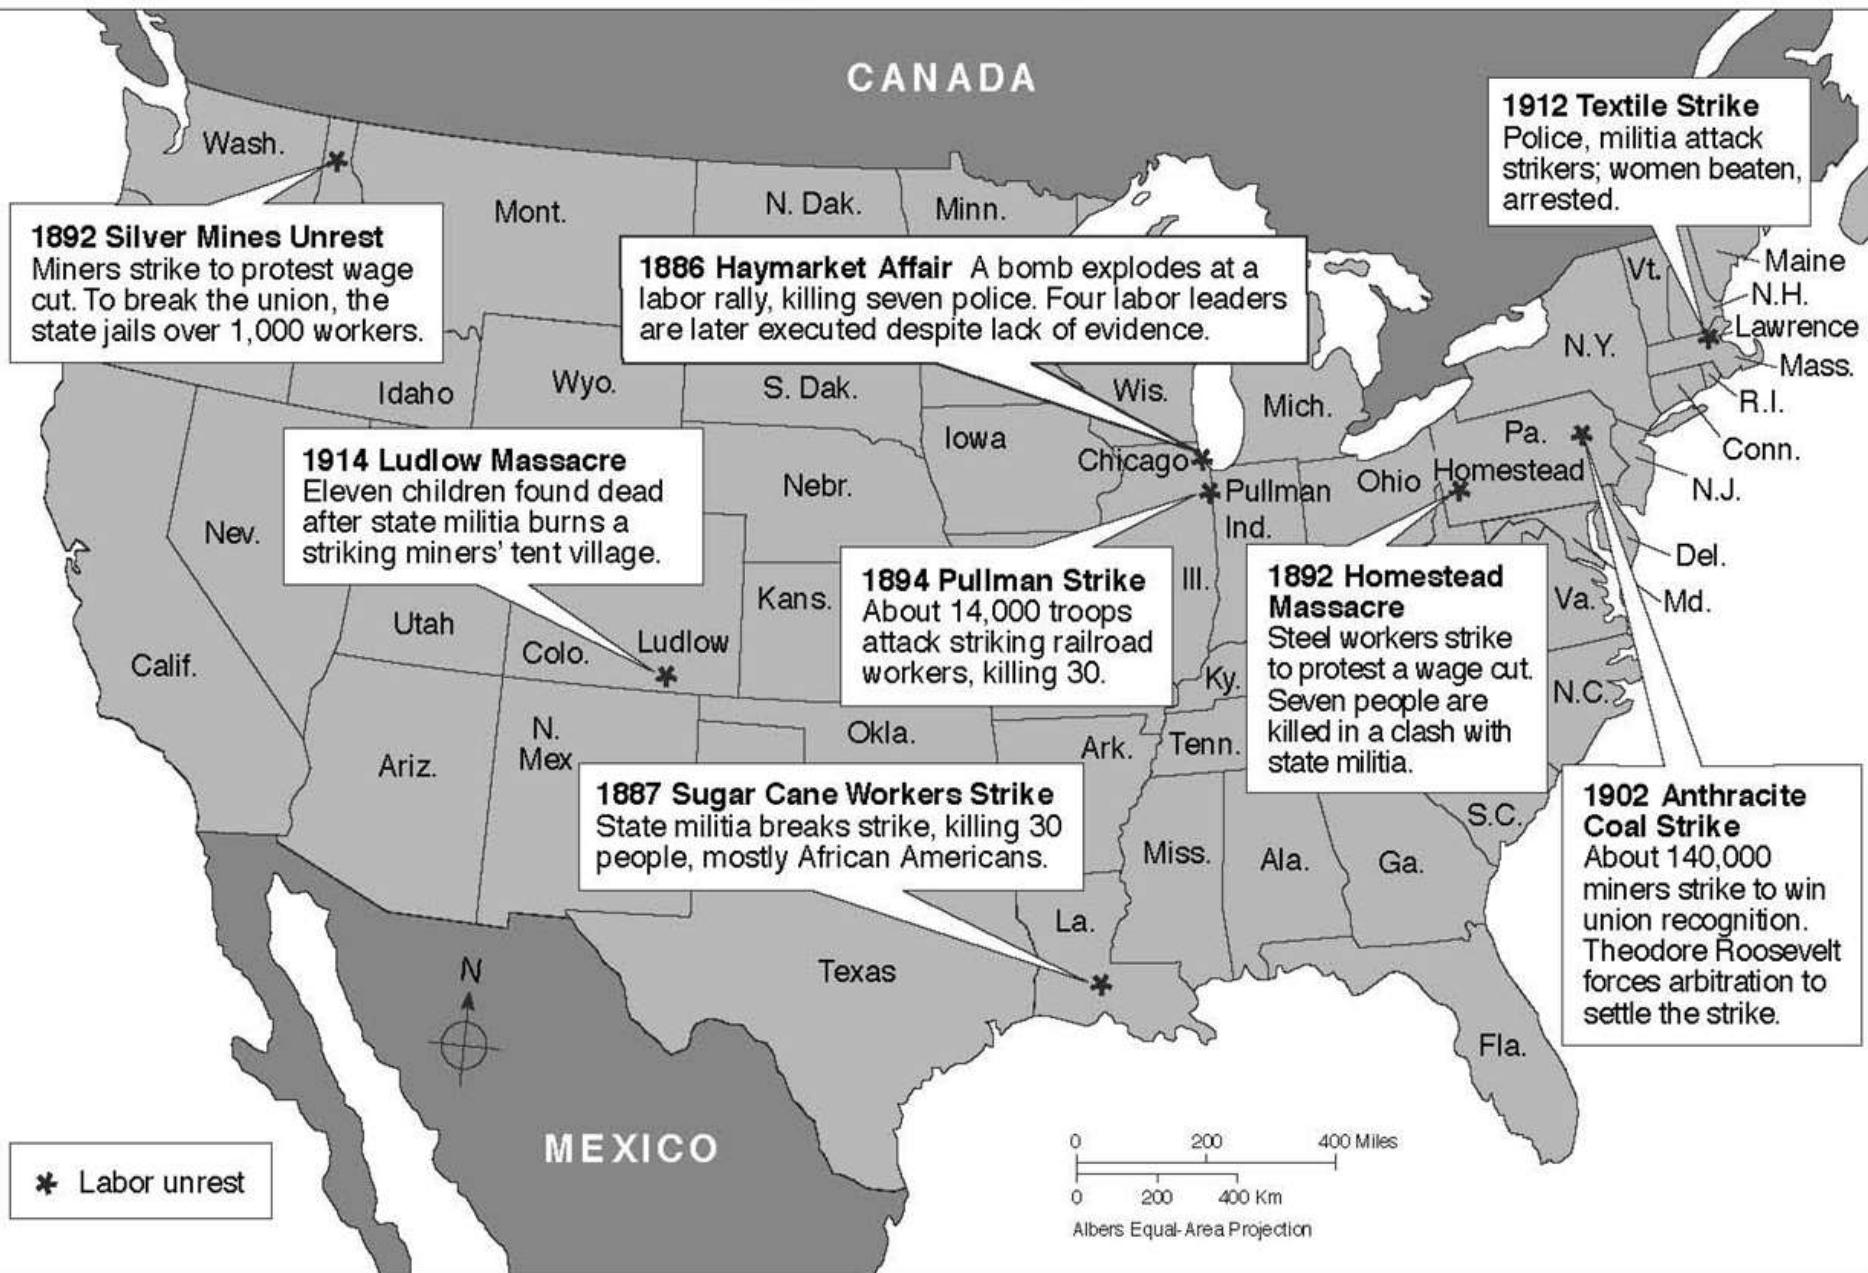 CANADA
1912 Textile Strike
Police, militia attack
strikers; women beaten,
arrested.
Wash.
Mont.
N. Dak.
Minn.
1892 Silver Mines Unrest
Miners strike to protest wage
cut. To break the union, the
state jails over 1,000 workers.
1886 Haymarket Affair A bomb explodes at a
labor rally, killing seven police. Four labor leaders
are later executed despite lack of evidence.
Vt.
Maine
N.H.
Lawrence
N.Y.
Mass.
R.I.
Conn.
Idaho
Wyo.
S. Dak.
Wis.
Mich.
Iowa
Chicago
Pa.
Homestead
Ohio
Pullman
Ind.
N.J.
Del.
Md.
1914 Ludlow Massacre
Eleven children found dead
after state militia burns a
striking miners' tent village.
Nebr.
Nev.
Utah
Colo.
Ludlow
Kans.
Ill.
Va.
1894 Pullman Strike
About 14,000 troops
attack striking railroad
workers, killing 30.
1892 Homestead
Massacre
Steel workers strike
to protest a wage cut.
Seven people are
killed in a clash with
state militia.
Calif.
Ky.
N.C.
Ariz.
N.
Mex
Okla.
Ark.
Tenn.
1887 Sugar Cane Workers Strike
State militia breaks strike, killing 30
people, mostly African Americans.
S.C.
1902 Anthracite
Coal Strike
About 140,000
miners strike to win
union recognition.
Theodore Roosevelt
forces arbitration to
settle the strike.
Miss.
Ala.
Ga.
La.
Texas
Fla.
N
MEXICO
Labor unrest
0 200 400 Miles
0 200 400 Km
Albers Equal-Area Projection